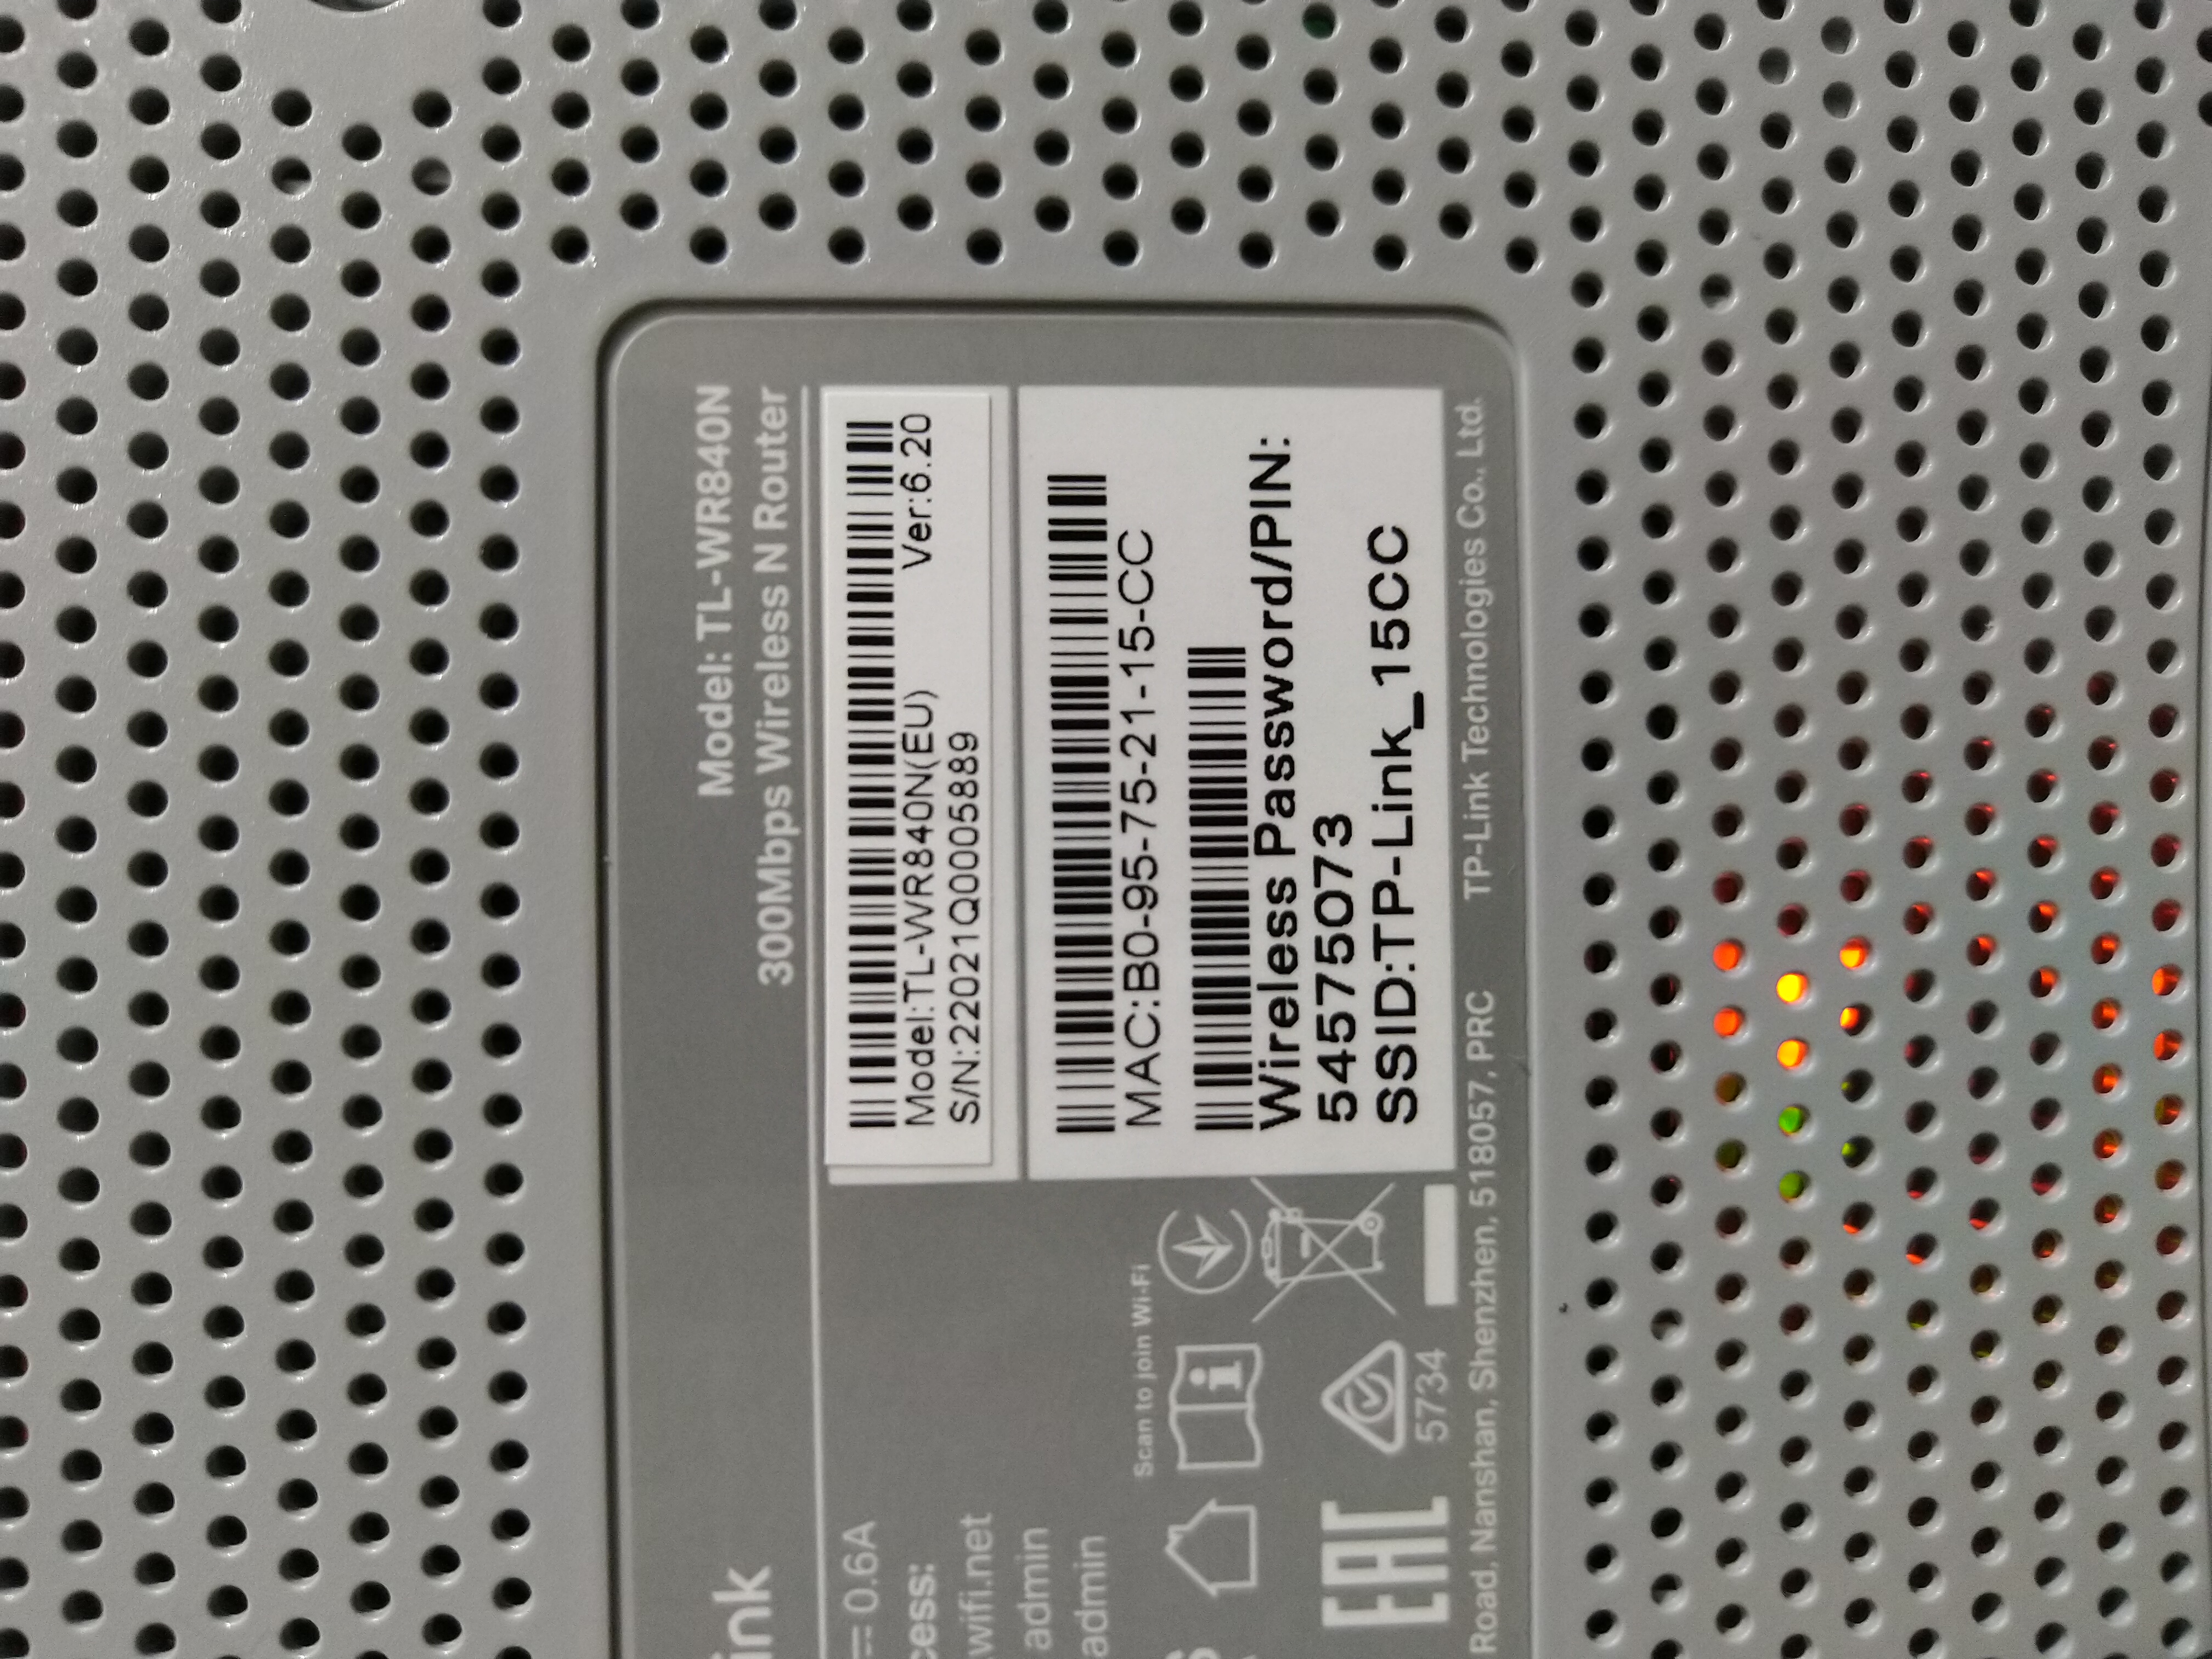 ink
Model: TL-WR840N
300Mbps Wireless N Router
0.6A
cess:
wifi.net
admin
admin
Model:TL-WR840N(EU) Ver:6.20
S/N:22021Q0005889
MAC:B0-95-75-21-15-CC
Scan to join Wi-Fi
Wireless Password/PIN:
54575073
SSID:TP-Link_15CC
EAC
5734
Road, Nanshan, Shenzhen, 518057, PRC TP-Link Technologies Co., Ltd.